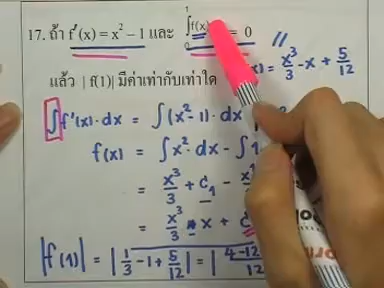 17. ถ้า f'(x) = x² − 1 และ ∫₀¹ f(x) = 0 //
x) = x³/3 - x + 5/12
แล้ว | f(1)| มีค่าเท่ากับเท่าใด
∫ f'(x)·dx = ∫(x²-1)·dx
f(x) = ∫x²·dx - ∫1
= x³/3 + C₁ - x
= x³/3 - x + C
|f(1)| = |1/3 - 1 + 5/12| = |4-12